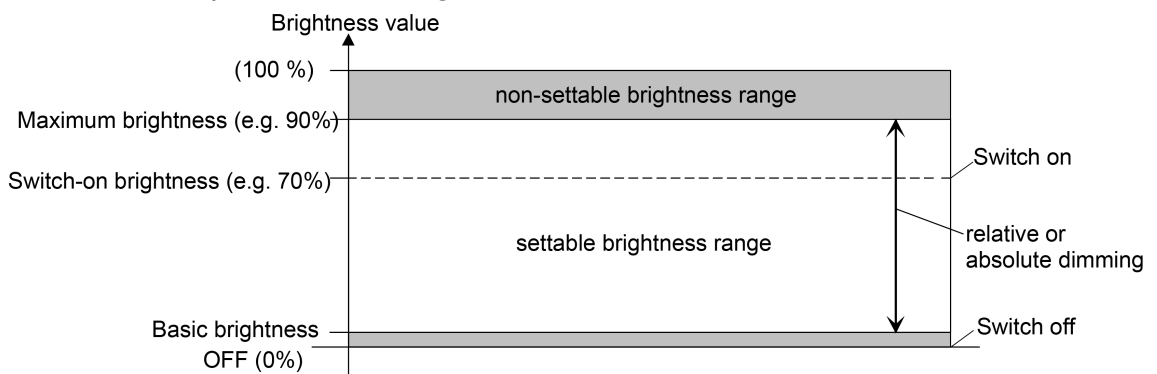 Brightness value
(100 %)
non-settable brightness range
Maximum brightness (e.g. 90%)
Switch on
Switch-on brightness (e.g. 70%)
settable brightness range
relative or
absolute dimming
Basic brightness
Switch off
OFF (0%)